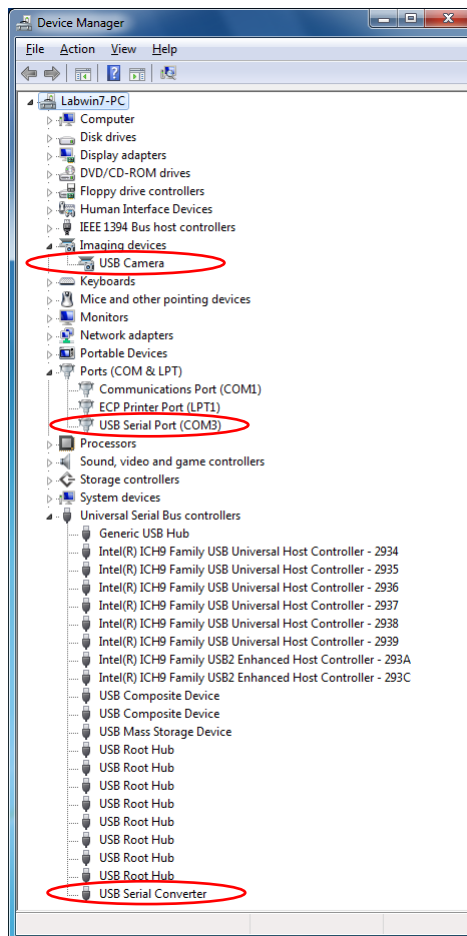 Device Manager
File Action View Help
Labwin7-PC
Computer
Disk drives
Display adapters
DVD/CD-ROM drives
Floppy drive controllers
Human Interface Devices
IEEE 1394 Bus host controllers
Imaging devices
USB Camera
Keyboards
Mice and other pointing devices
Monitors
Network adapters
Portable Devices
Ports (COM & LPT)
Communications Port (COM1)
ECP Printer Port (LPT1)
USB Serial Port (COM3)
Processors
Sound, video and game controllers
Storage controllers
System devices
Universal Serial Bus controllers
Generic USB Hub
Intel(R) ICH9 Family USB Universal Host Controller - 2934
Intel(R) ICH9 Family USB Universal Host Controller - 2935
Intel(R) ICH9 Family USB Universal Host Controller - 2936
Intel(R) ICH9 Family USB Universal Host Controller - 2937
Intel(R) ICH9 Family USB Universal Host Controller - 2938
Intel(R) ICH9 Family USB Universal Host Controller - 2939
Intel(R) ICH9 Family USB2 Enhanced Host Controller - 293A
Intel(R) ICH9 Family USB2 Enhanced Host Controller - 293C
USB Composite Device
USB Composite Device
USB Mass Storage Device
USB Root Hub
USB Root Hub
USB Root Hub
USB Root Hub
USB Root Hub
USB Root Hub
USB Root Hub
USB Root Hub
USB Serial Converter